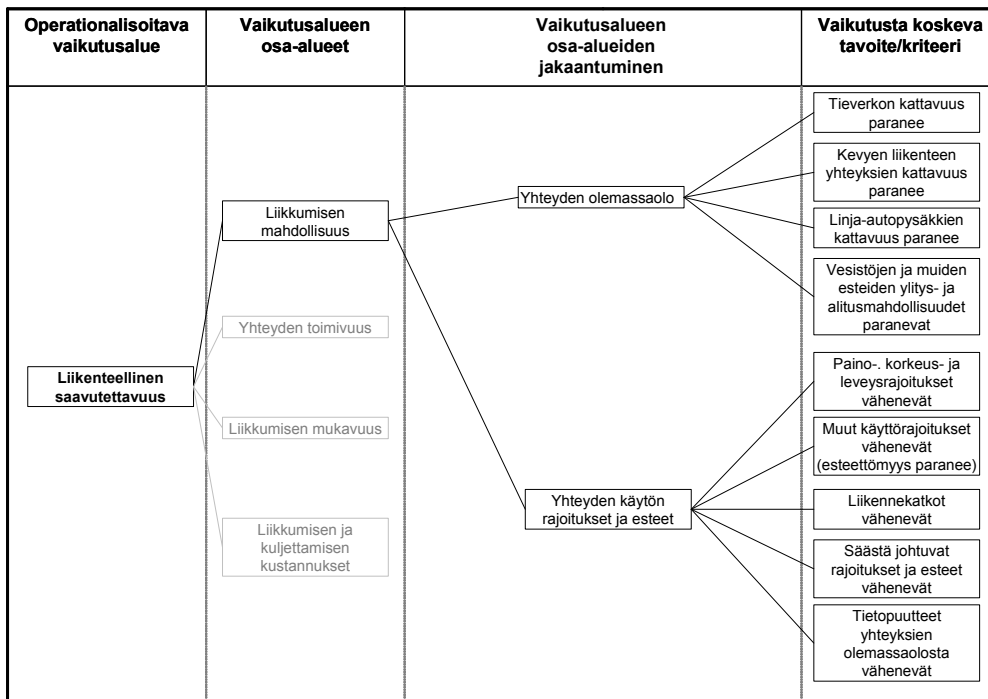 Operationalisoitava
vaikutusalue
Vaikutusalueen
osa-alueet
Vaikutusalueen
osa-alueiden
jakaantuminen
Vaikutusta koskeva
tavoite/kriteeri
Liikenteellinen
saavutettavuus
Liikkumisen
mahdollisuus
Yhteyden toimivuus
Liikkumisen mukavuus
Liikkumisen ja
kuljettamisen
kustannukset
Yhteyden olemassaolo
Yhteyden käytön
rajoitukset ja esteet
Tieverkon kattavuus
paranee
Kevyen liikenteen
yhteyksien kattavuus
paranee
Linja-autopysäkkien
kattavuus paranee
Vesistöjen ja muiden
esteiden ylitys- ja
alitusmahdollisuudet
paranevat
Paino-. korkeus- ja
leveysrajoitukset
vähenevät
Muut käyttörajoitukset
vähenevät
(esteettömyys paranee)
Liikennekatkot
vähenevät
Säästä johtuvat
rajoitukset ja esteet
vähenevät
Tietopuutteet
yhteyksien
olemassaolosta
vähenevät